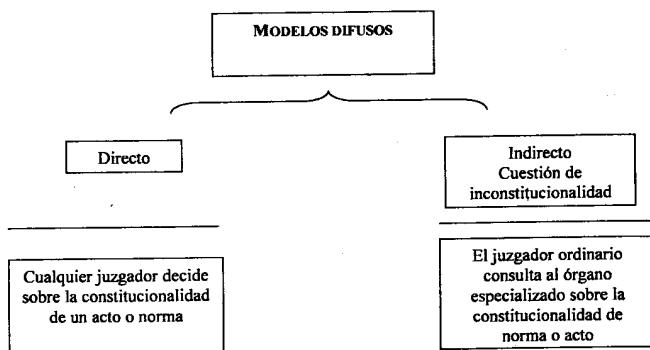 MODELOS DIFUSOS
Directo
Indirecto
Cuestión de
inconstitucionalidad
Cualquier juzgador decide
sobre la constitucionalidad
de un acto o norma
El juzgador ordinario
consulta al órgano
especializado sobre la
constitucionalidad de
norma o acto